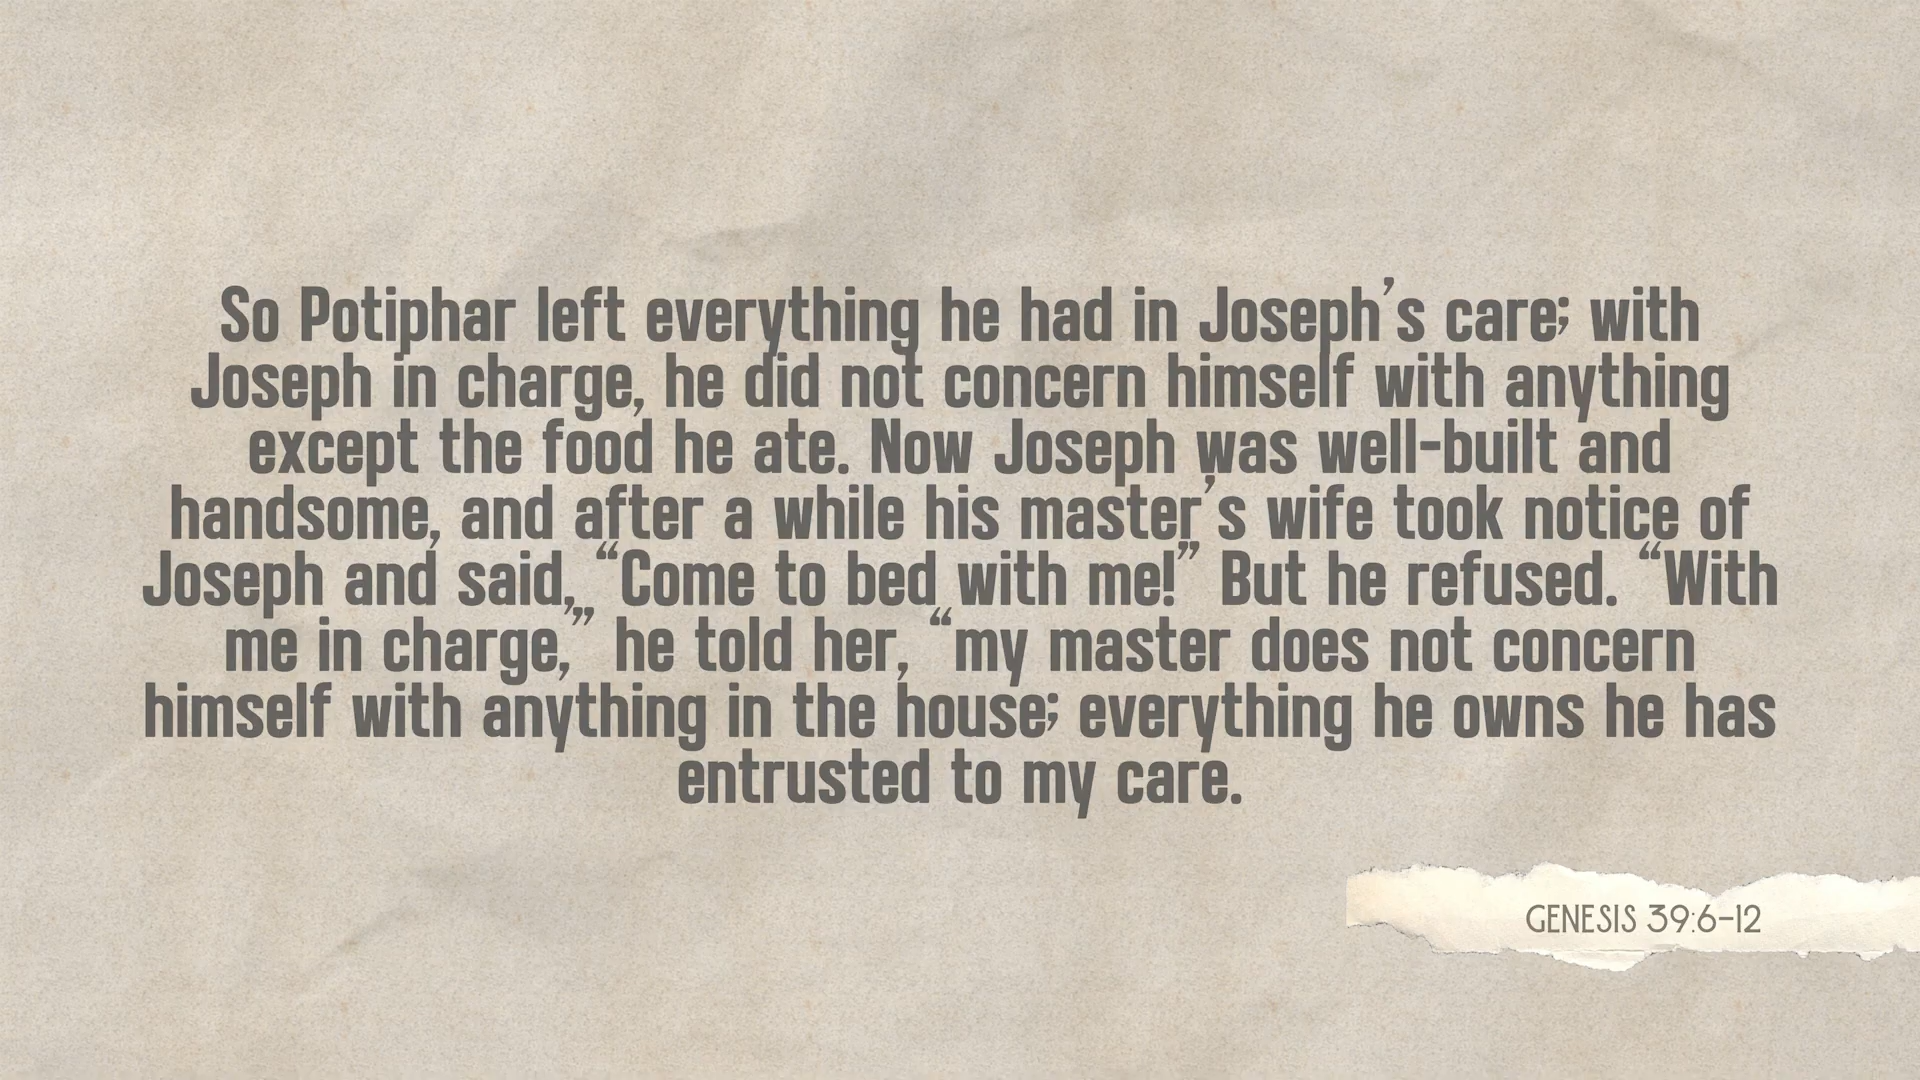 So Potiphar left everything he had in Joseph’s care; with
Joseph in charge, he did not concern himself with anything
except the food he ate. Now Joseph was well-built and
handsome, and after a while his master’s wife took notice of
Joseph and said, “Come to bed with me!” But he refused. “With
me in charge,” he told her, “my master does not concern
himself with anything in the house; everything he owns he has
entrusted to my care.
GENESIS 39:6-12